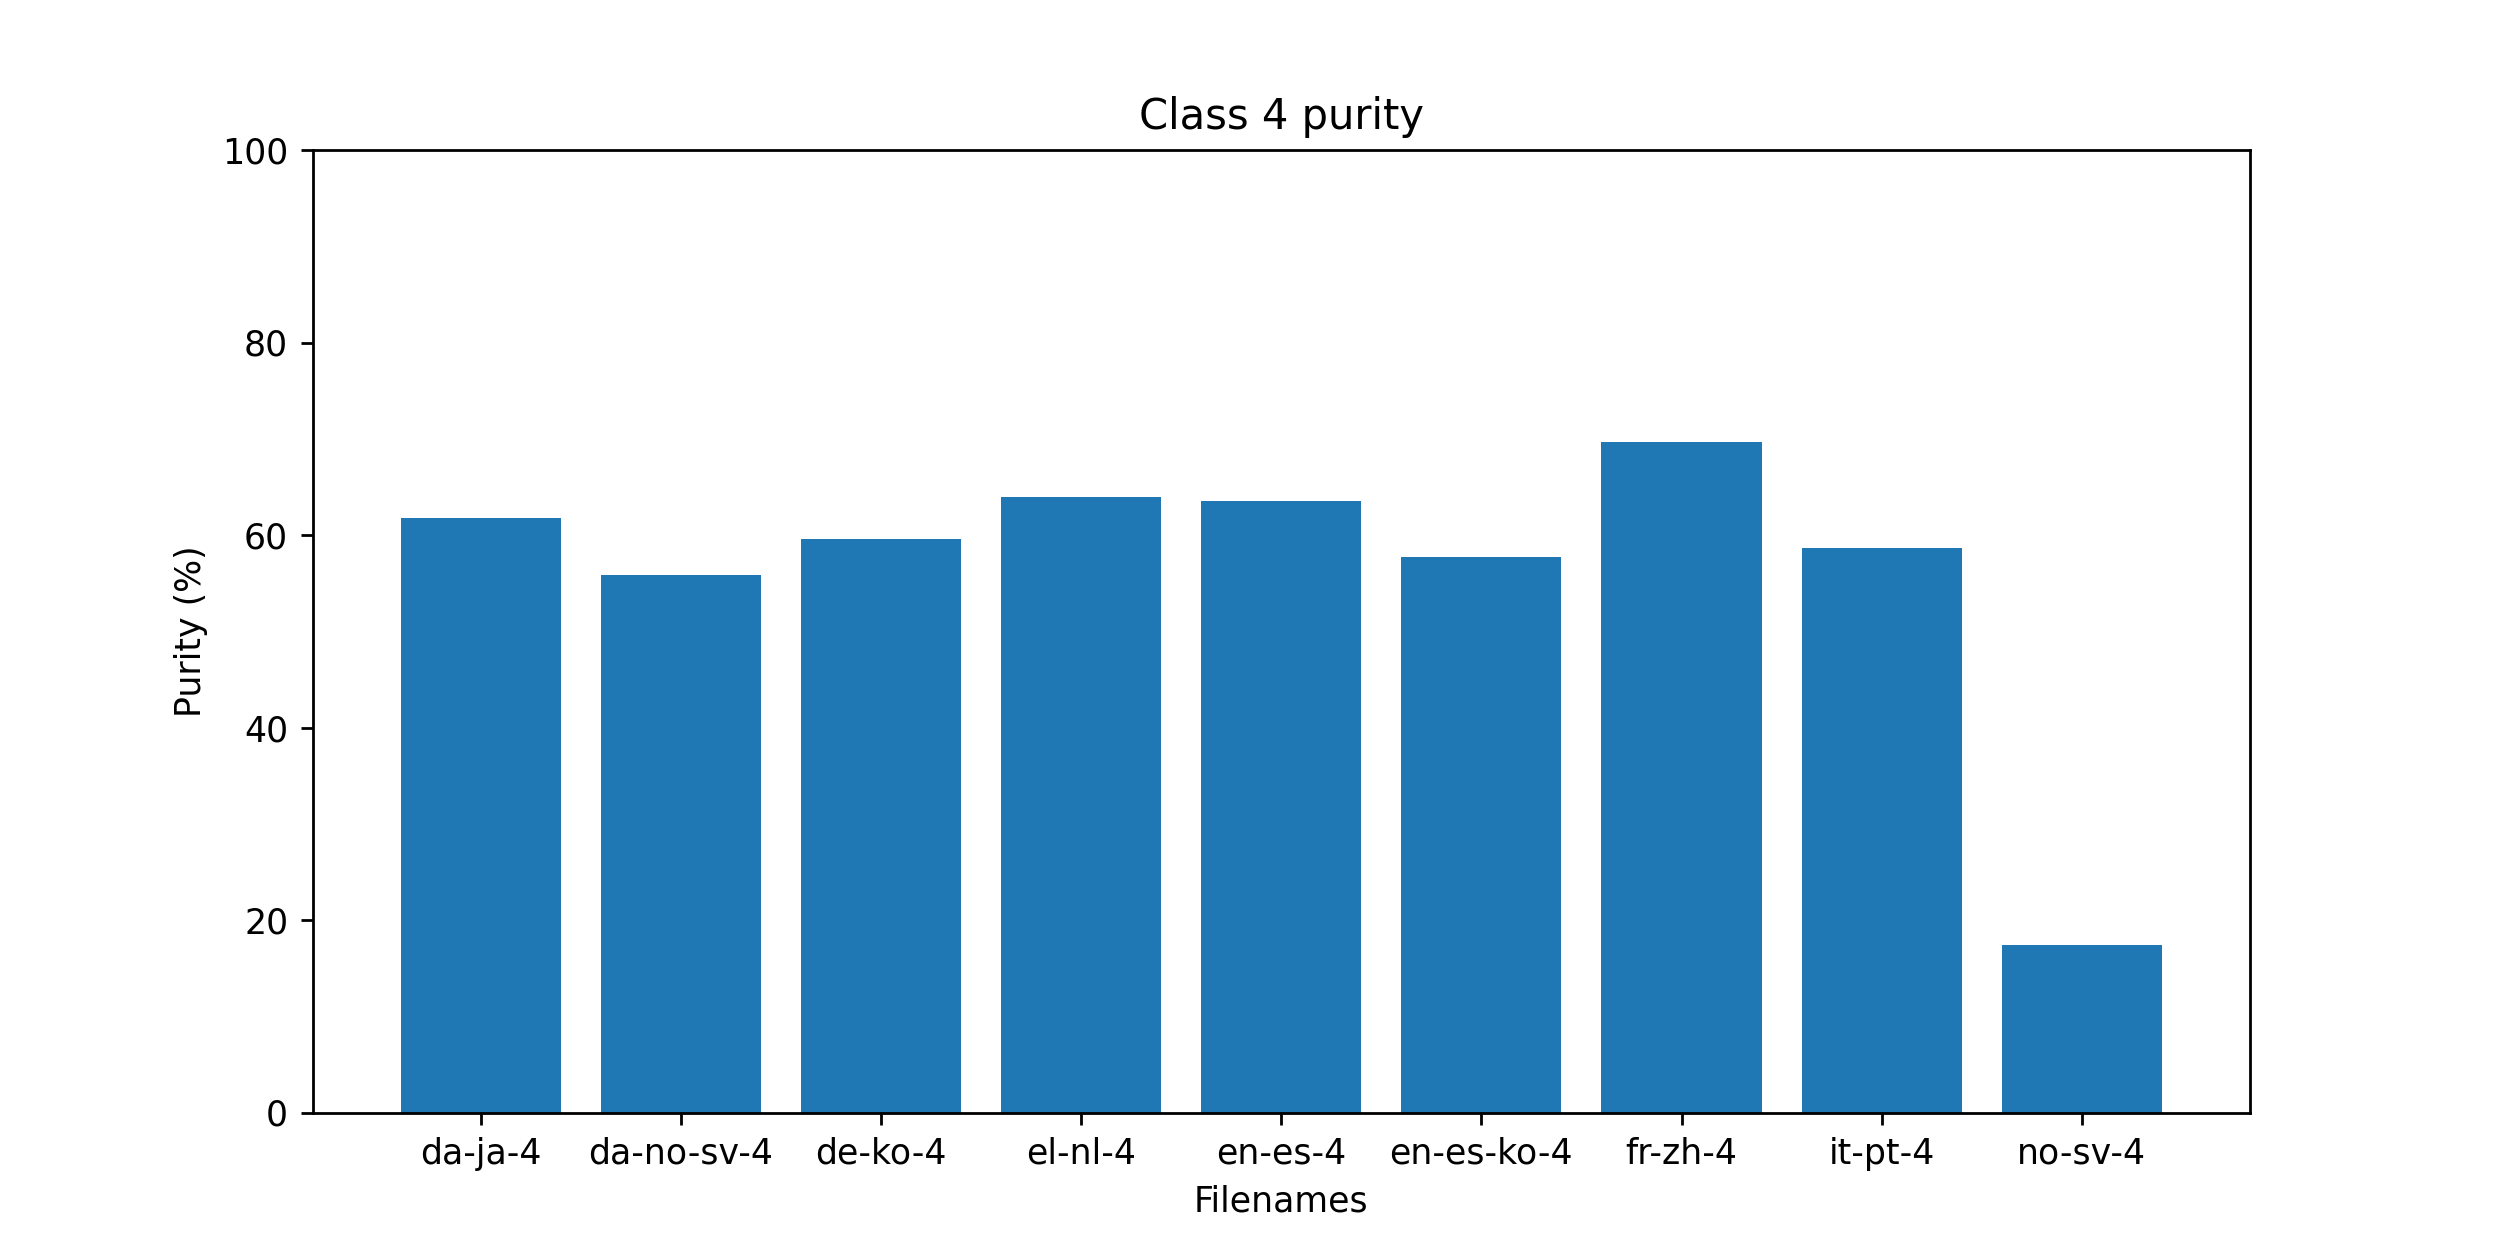 Class 4 purity
100
80
60
40
20
0
Purity (%)
da-ja-4 da-no-sv-4 de-ko-4 el-nl-4 en-es-4 en-es-ko-4 fr-zh-4 it-pt-4 no-sv-4
Filenames